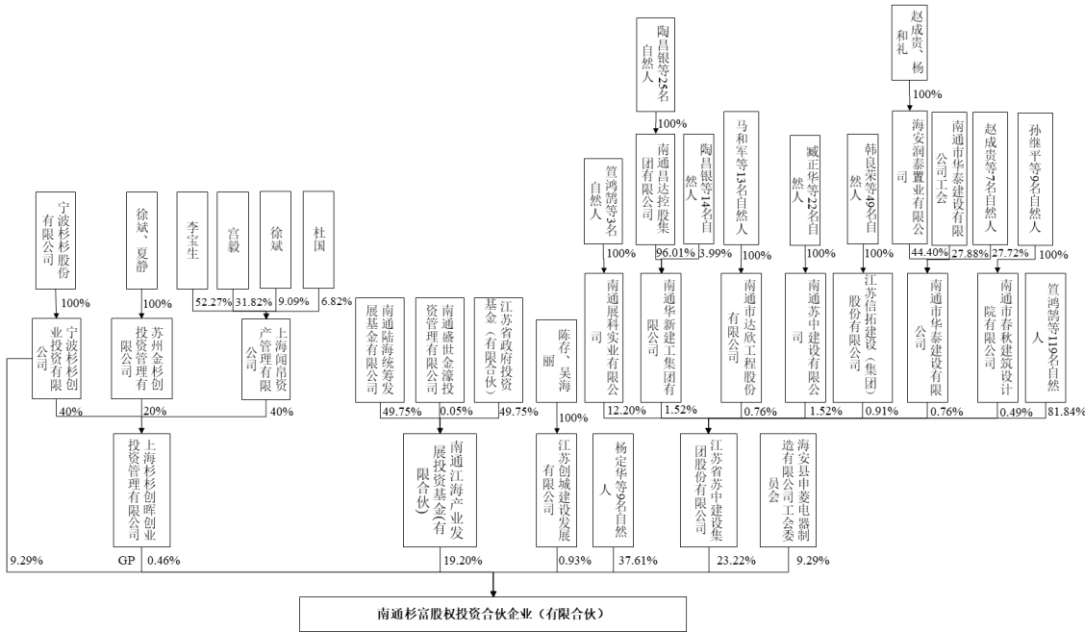 陶昌银等25名
自然人
赵成贵、杨
和礼
100%
100%
宁波杉杉股份
有限公司
徐斌、夏静
李宝生
宫毅
徐斌
杜国
笪鸿鹄等3名
自然人
南通昌达控股集
团有限公司
陶昌银等14名自
然人
马和军等13名自然人
臧正华等22名自
然人
韩良荣等49名自
然人
海安润泰置业有限公
司
南通市华泰建设有限
公司工会
赵成贵等7名自然人
孙继平等9名自然人
100%
100%
52.27%
31.82%
9.09%
6.82%
100%
96.01%
3.99%
100%
100%
100%
44.40%
27.88%
27.72%
100%
宁波杉杉创
业投资有限
公司
苏州金杉创
投资管理有
限公司
上海闻帛资
产管理有限
公司
南通陆海统筹发
展基金有限公司
南通盛世金濠投
资管理有限公司
江苏省政府投资
基金（有限合伙）
陈存、吴海
丽
南通展科实业有限公
司
南通华新建工集团有
限公司
南通市达欣工程股份
有限公司
南通苏中建设有限公
司
江苏信拓建设（集团）
股份有限公司
南通市华泰建设有限
公司
南通市春秋建筑设计
院有限公司
笪鸿鹄等119名自然
人
40%
20%
40%
49.75%
0.05%
49.75%
100%
12.20%
1.52%
0.76%
1.52%
0.91%
0.76%
0.49%
81.84%
上海杉杉创晖创业
投资管理有限公司
南通江海产业发
展投资基金(有
限合伙)
江苏创城建设发展
有限公司
杨定华等9名自然
人
江苏省苏中建设集
团股份有限公司
海安县申菱电器制
造有限公司工会委
员会
9.29%
GP
0.46%
19.20%
0.93%
37.61%
23.22%
9.29%
南通杉富股权投资合伙企业（有限合伙）